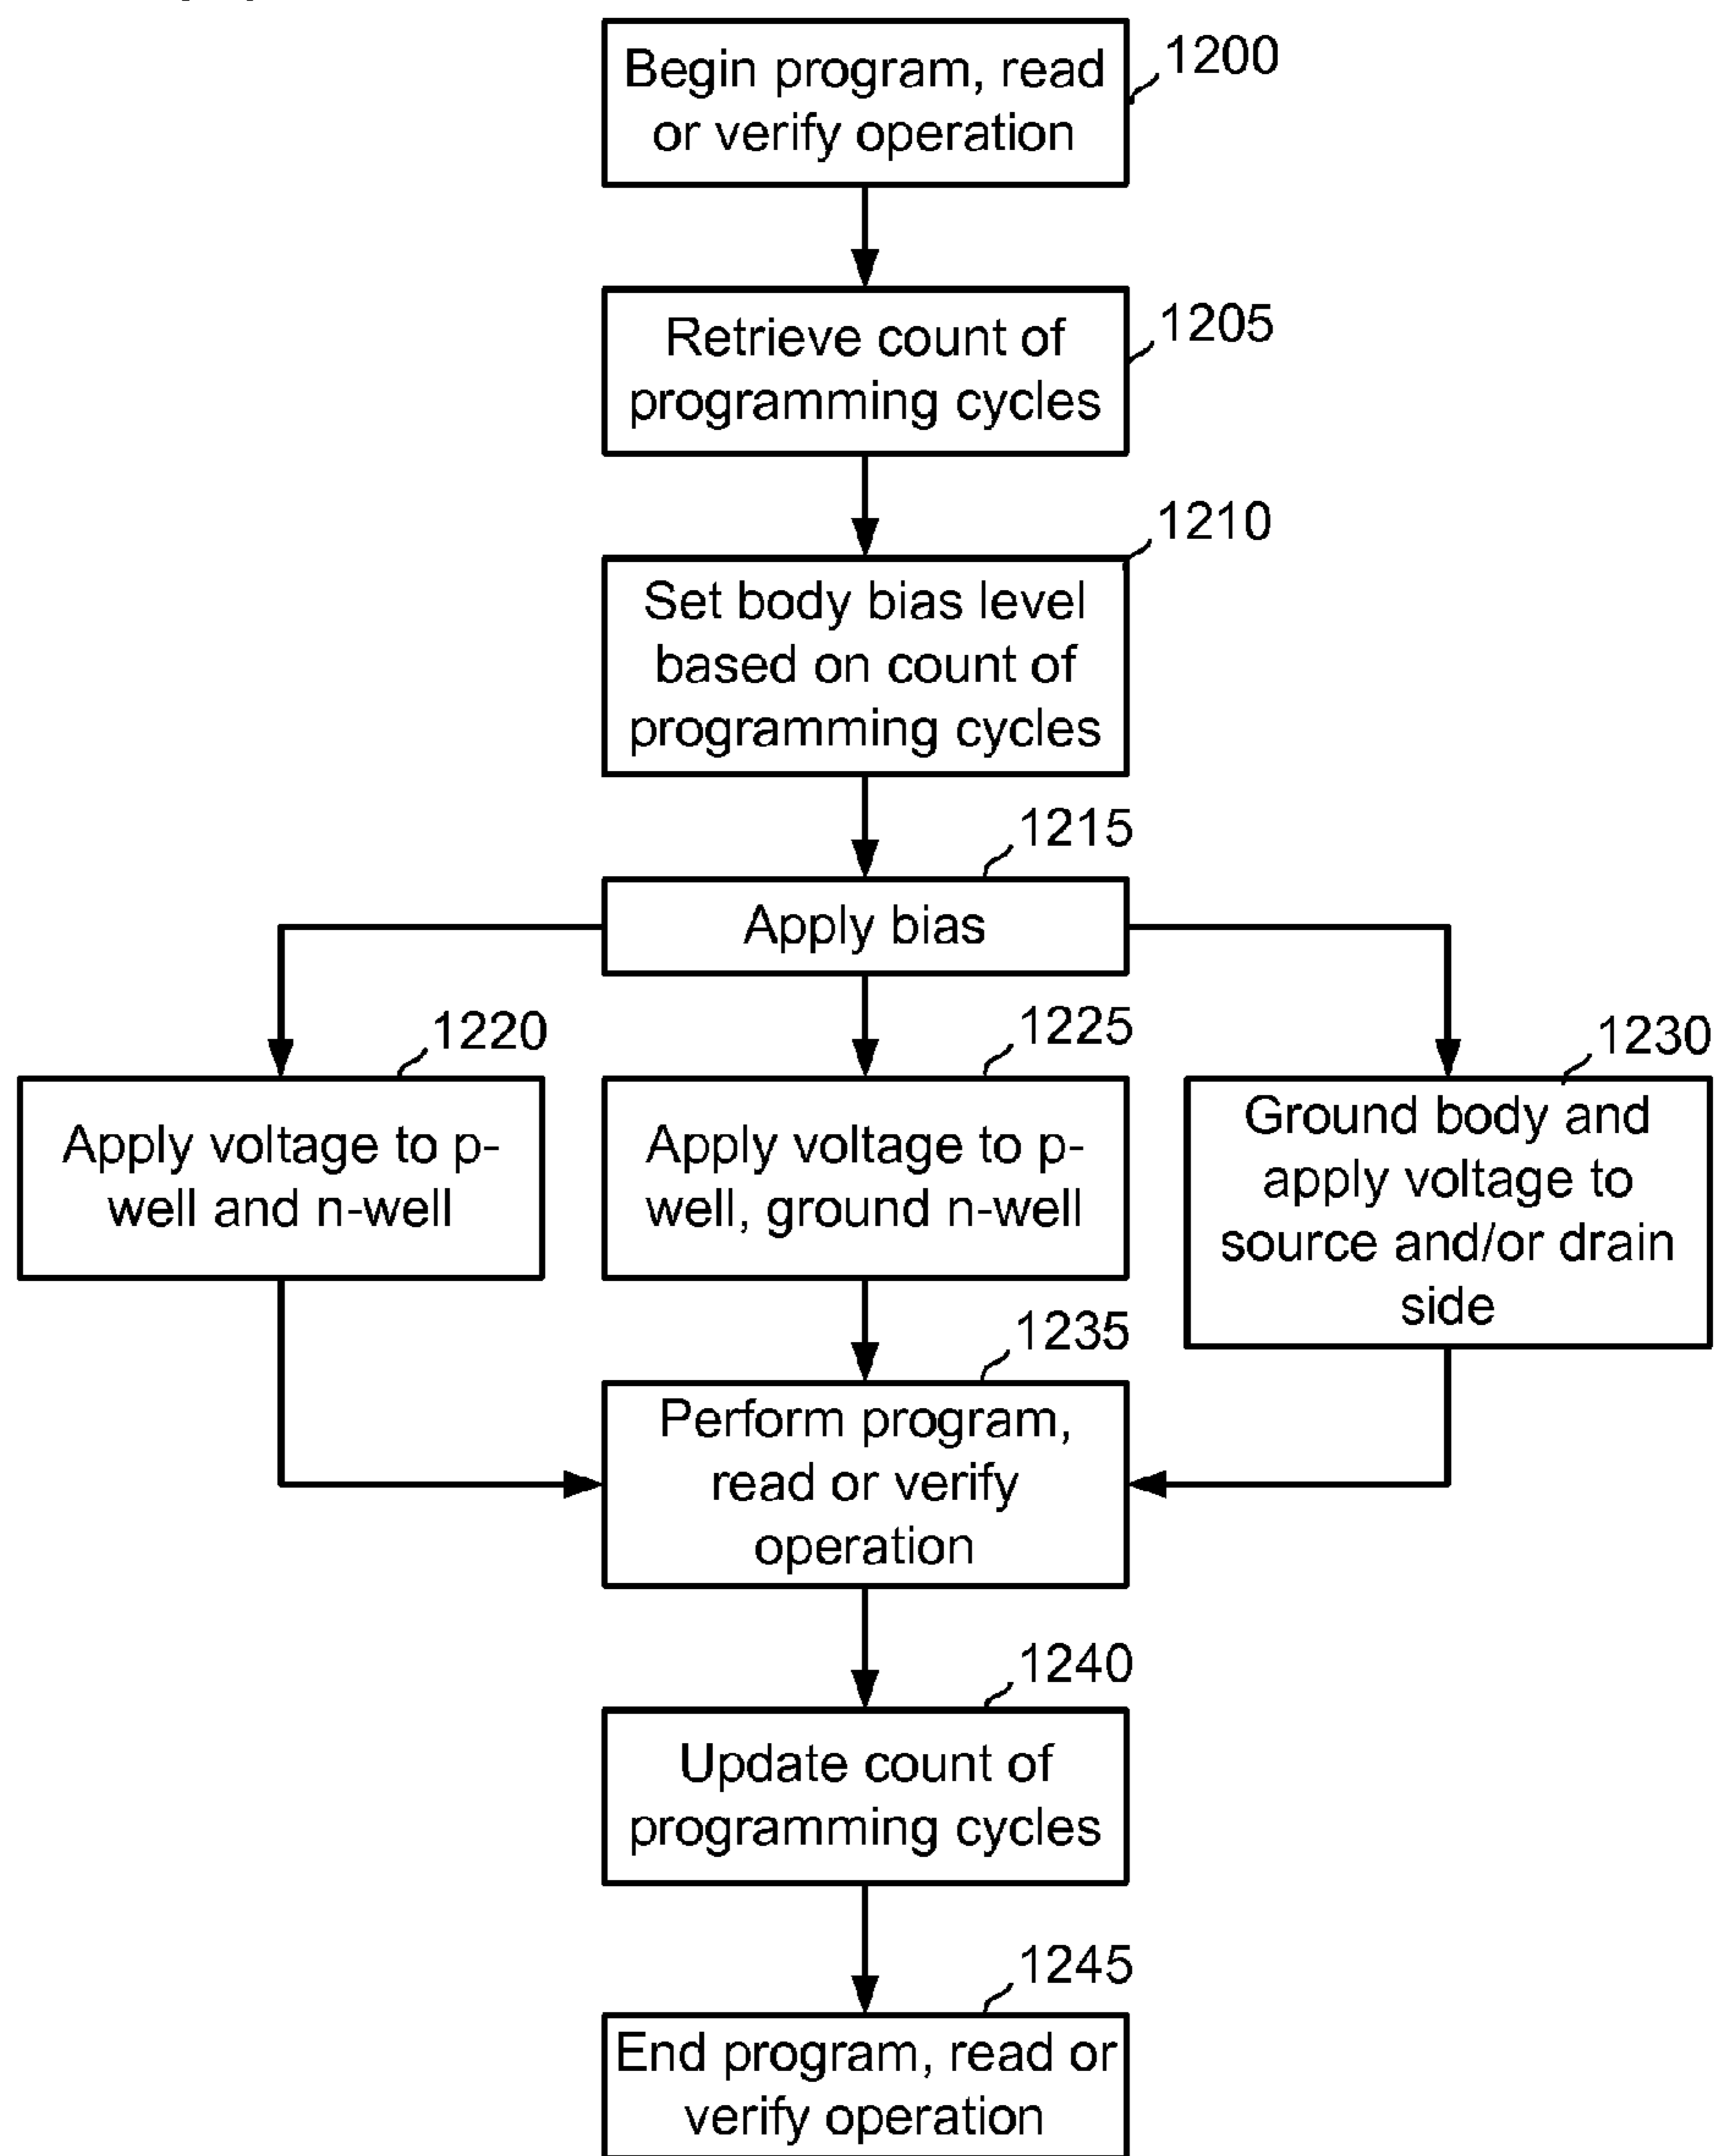 Begin program, read
or verify operation
1200
Retrieve count of
programming cycles
1205
1210
Set body bias level
based on count of
programming cycles
1215
Apply bias
1220
1225
1230
Apply voltage to p-
well and n-well
Apply voltage to p-
well, ground n-well
Ground body and
apply voltage to
source and/or drain
side
1235
Perform program,
read or verify
operation
1240
Update count of
programming cycles
1245
End program, read or
verify operation